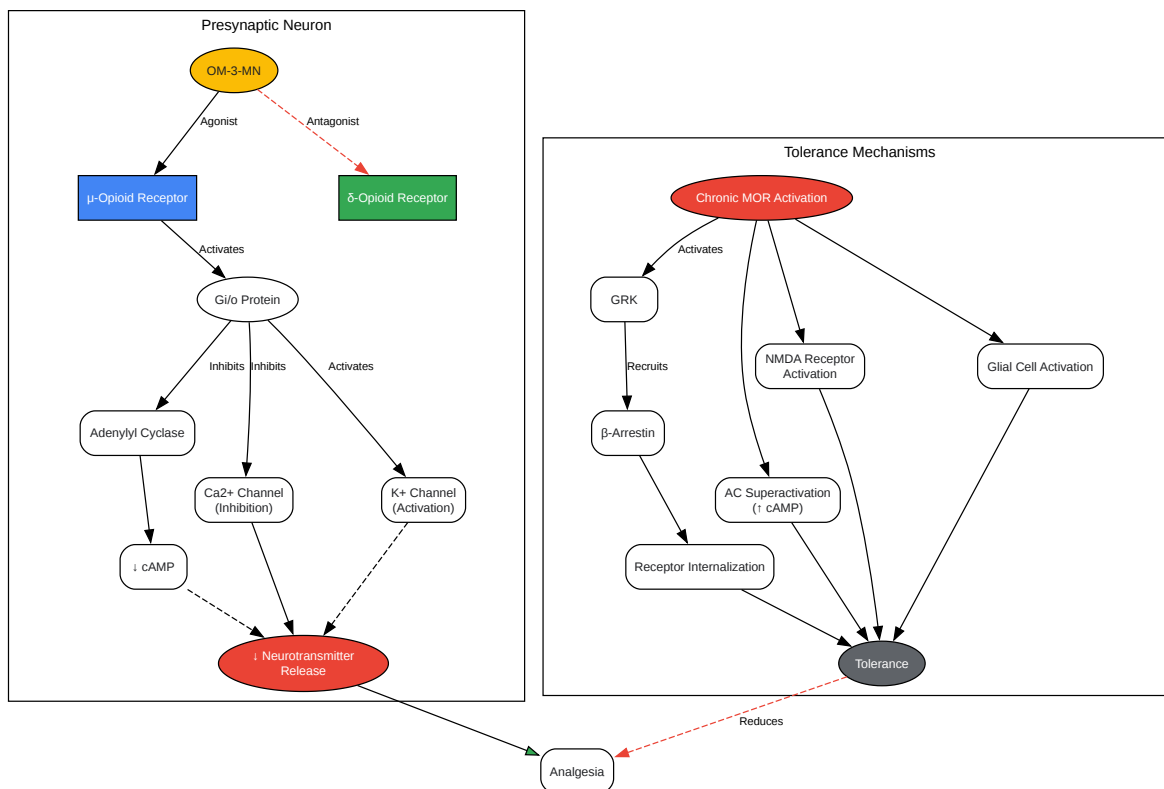 Presynaptic Neuron
OM-3-MN
Agonist
Antagonist
μ-Opioid Receptor
δ-Opioid Receptor
Activates
Gi/o Protein
Inhibits
Inhibits
Activates
Adenylyl Cyclase
Ca2+ Channel
(Inhibition)
K+ Channel
(Activation)
↓ cAMP
↓ Neurotransmitter
Release
Tolerance Mechanisms
Chronic MOR Activation
Activates
GRK
NMDA Receptor
Activation
Glial Cell Activation
Recruits
β-Arrestin
AC Superactivation
(↑ cAMP)
Receptor Internalization
Tolerance
Reduces
Analgesia